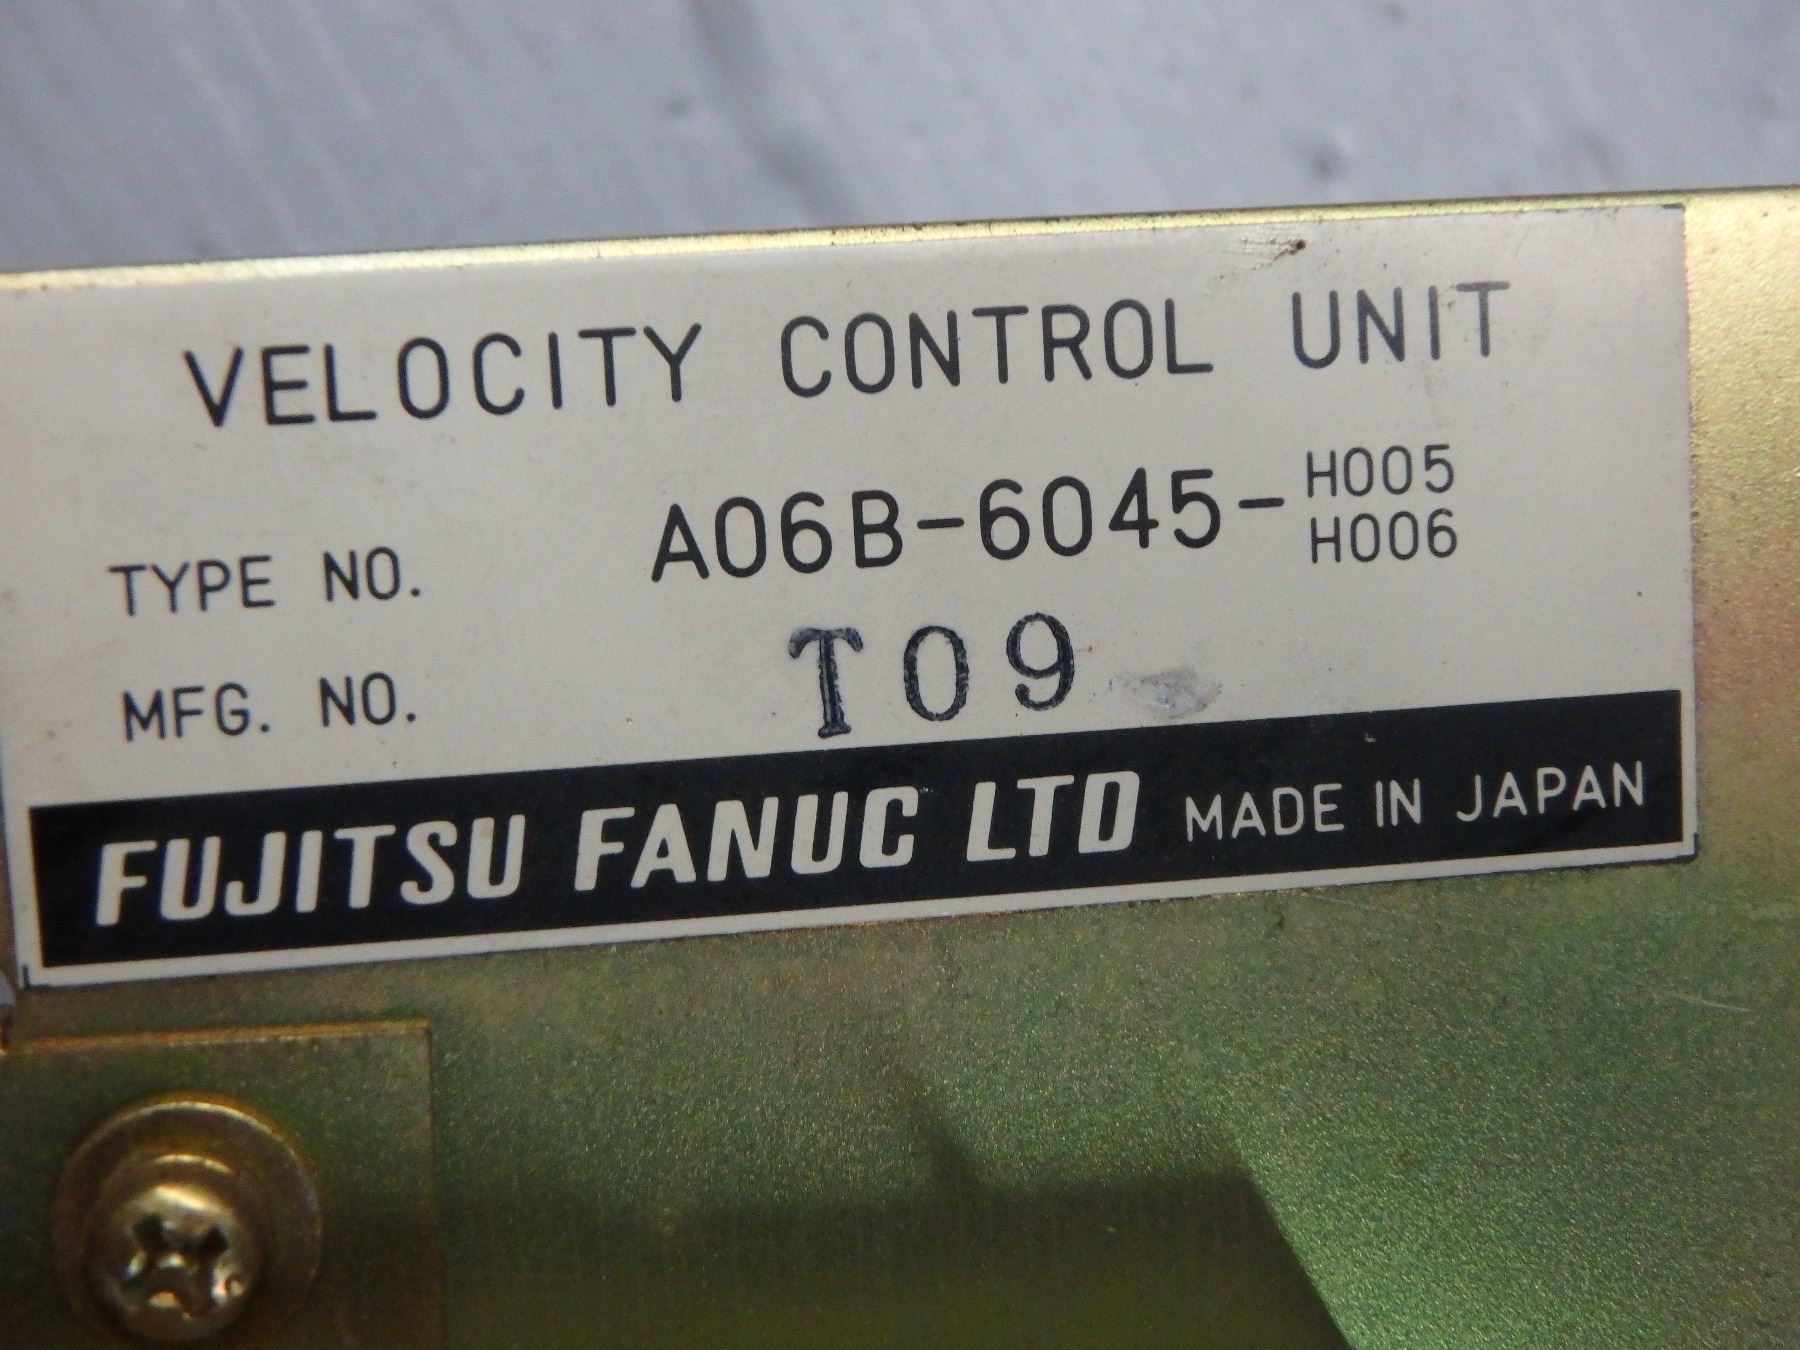 VELOCITY CONTROL UNIT
TYPE NO. A06B-6045-H005
H006
MFG. NO. T09
FUJITSU FANUC LTD MADE IN JAPAN